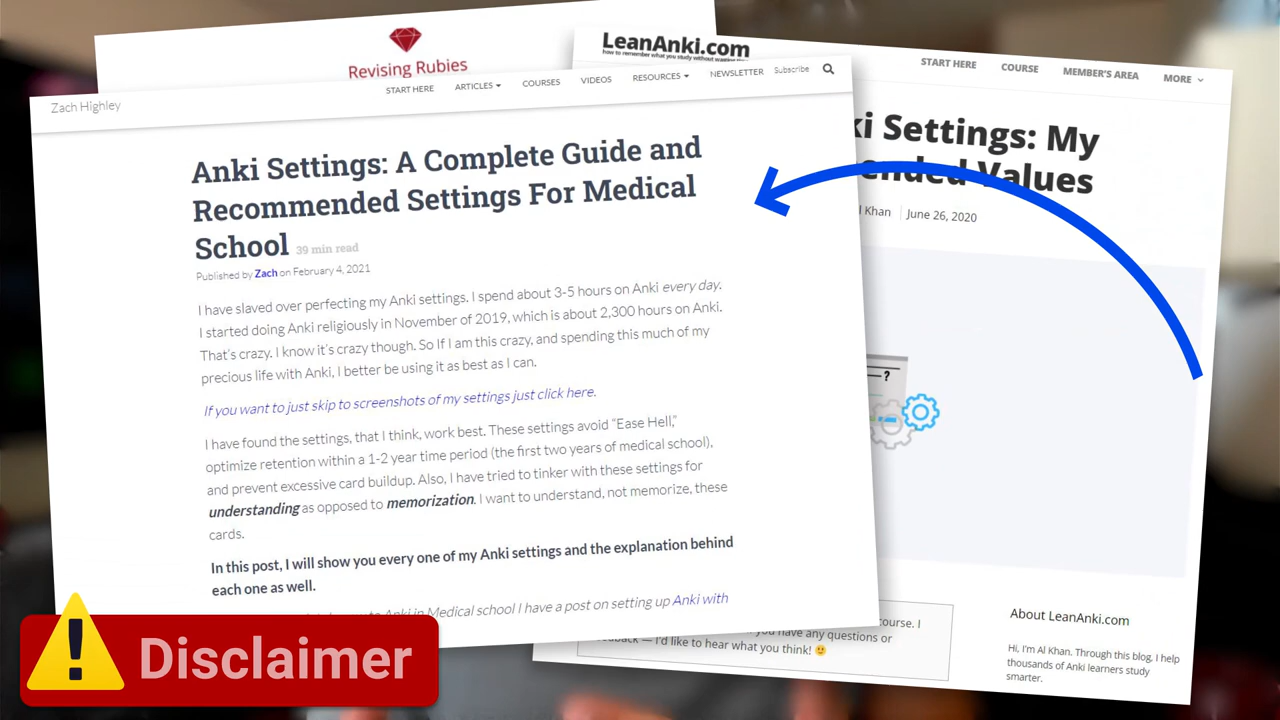 Revising Rubies
LeanAnki.com
how to remember what you study without
START HERE COURSE MEMBER'S AREA MORE
Zach Highley
START HERE ARTICLES COURSES VIDEOS RESOURCES NEWSLETTER Subscribe
Anki Settings: A Complete Guide and
Recommended Settings For Medical
School 39 min read
Published by Zach on February 4, 2021
I have slaved over perfecting my Anki settings. I spend about 3-5 hours on Anki every day.
I started doing Anki religiously in November of 2019, which is about 2,300 hours on Anki.
That's crazy. I know it's crazy though. So If I am this crazy, and spending this much of my
precious life with Anki, I better be using it as best as I can.
If you want to just skip to screenshots of my settings just click here.
I have found the settings, that I think, work best. These settings avoid “Ease Hell,”
optimize retention within a 1-2 year time period (the first two years of medical school),
and prevent excessive card buildup. Also, I have tried to tinker with these settings for
understanding as opposed to memorization. I want to understand, not memorize, these
cards.
In this post, I will show you every one of my Anki settings and the explanation behind
each one as well.
to Anki in Medical school I have a post on setting up Anki with
ki Settings: My
ended Values
l Khan June 26, 2020
?
course. I
you have any questions or
— I'd like to hear what you think! 🙂
About LeanAnki.com
Hi, I'm Al Khan. Through this blog, I help
thousands of Anki learners study
smarter.
! Disclaimer